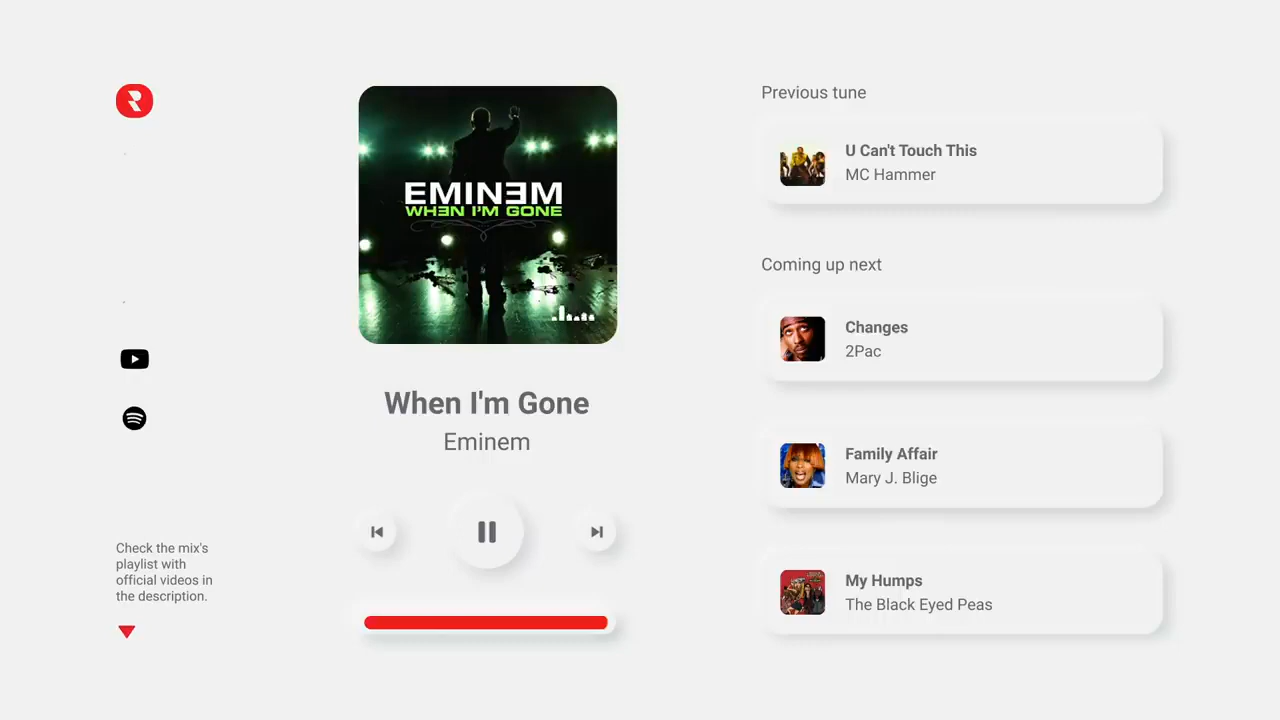 EMINƎM
WHƎN I'M GONE
When I'm Gone
Eminem
Previous tune
U Can't Touch This
MC Hammer
Coming up next
Changes
2Pac
Family Affair
Mary J. Blige
My Humps
The Black Eyed Peas
Check the mix's
playlist with
official videos in
the description.